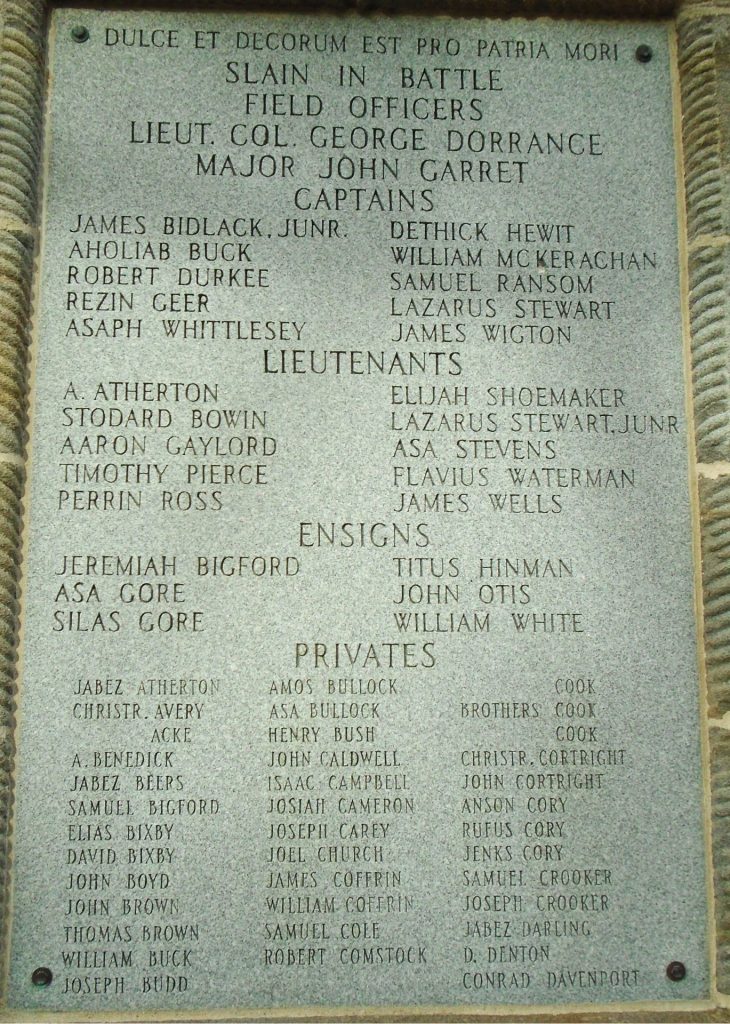 DULCE ET DECORUM EST PRO PATRIA MORI
SLAIN IN BATTLE
FIELD OFFICERS
LIEUT. COL. GEORGE DORRANCE
MAJOR JOHN GARRET
CAPTAINS
JAMES BIDLACK, JUNR. DETHICK HEWIT
AHOLIAB BUCK WILLIAM MCKERACHAN
ROBERT DURKEE SAMUEL RANSOM
REZIN GEER LAZARUS STEWART
ASAPH WHITTLESEY JAMES WIGTON
LIEUTENANTS
A. ATHERTON ELIJAH SHOEMAKER
STODARD BOWIN LAZARUS STEWART, JUNR
AARON GAYLORD ASA STEVENS
TIMOTHY PIERCE FLAVIUS WATERMAN
PERRIN ROSS JAMES WELLS
ENSIGNS
JEREMIAH BIGFORD TITUS HINMAN
ASA GORE JOHN OTIS
SILAS GORE WILLIAM WHITE
PRIVATES
JABEZ ATHERTON AMOS BULLOCK COOK
CHRISTR. AVERY ASA BULLOCK BROTHERS COOK
ACKE HENRY BUSH COOK
A. BENEDICK JOHN CALDWELL CHRISTR. CORTRIGHT
JABEZ BEERS ISAAC CAMPBELL JOHN CORTRIGHT
SAMUEL BIGFORD JOSIAH CAMERON ANSON CORY
ELIAS BIXBY JOSEPH CAREY RUFUS CORY
DAVID BIXBY JOEL CHURCH JENKS CORY
JOHN BOYD JAMES COFFRIN SAMUEL CROOKER
JOHN BROWN WILLIAM COFFRIN JOSEPH CROOKER
THOMAS BROWN SAMUEL COLE JABEZ DARLING
WILLIAM BUCK ROBERT COMSTOCK D. DENTON
JOSEPH BUDD CONRAD DAVENPORT